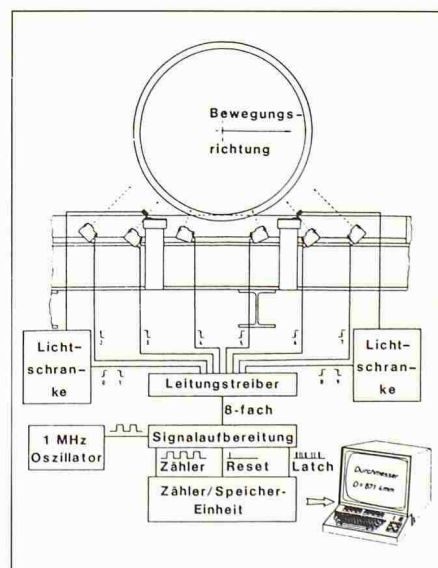 Bewegungs-
richtung
Licht-
schran-
ke
Licht-
schran-
ke
Leitungstreiber
8-fach
1 MHz
Oszillator
Signalaufbereitung
Zähler
Reset
Latch
Zähler/Speicher-
Einheit
Durchmesser